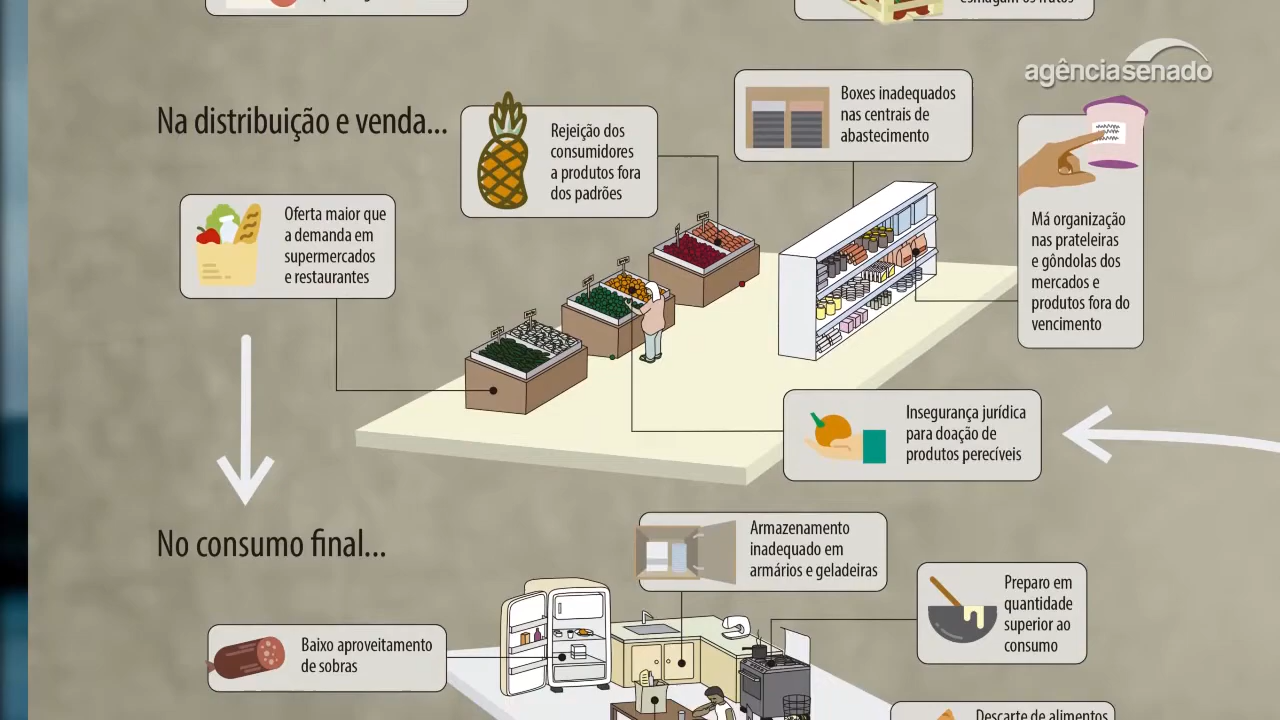 esmagam os frutos
agênciasenado
Na distribuição e venda...
Rejeição dos
consumidores
a produtos fora
dos padrões
Boxes inadequados
nas centrais de
abastecimento
Má organização
nas prateleiras
e gôndolas dos
mercados e
produtos fora do
vencimento
Oferta maior que
a demanda em
supermercados
e restaurantes
Insegurança jurídica
para doação de
produtos perecíveis
No consumo final...
Armazenamento
inadequado em
armários e geladeiras
Preparo em
quantidade
superior ao
consumo
Baixo aproveitamento
de sobras
Descarte de alimentos